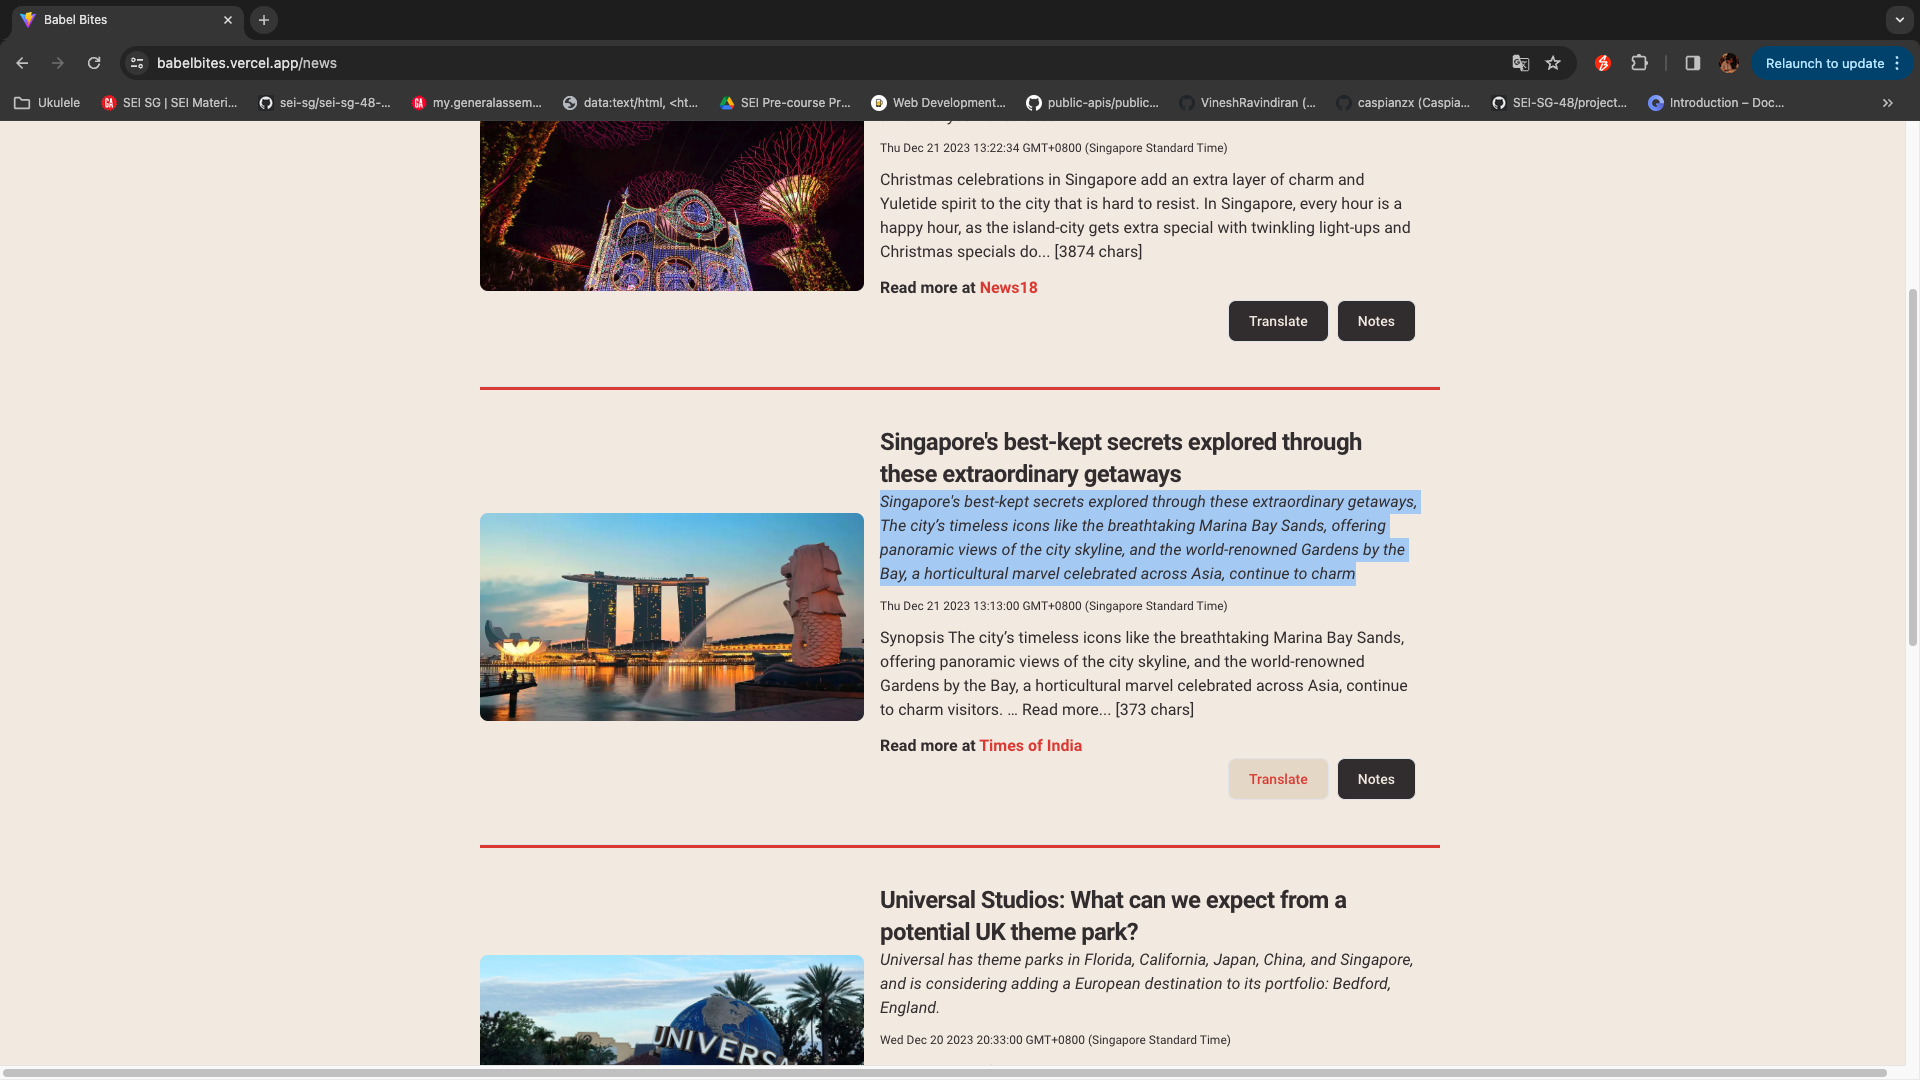 Babel Bites
babelbites.vercel.app/news
Relaunch to update
Ukulele
SEI SG | SEI Materi...
sei-sg/sei-sg-48-...
my.generalassem...
data:text/html, <ht...
SEI Pre-course Pr...
Web Development...
public-apis/public...
VineshRavindiran (...
caspianzx (Caspia...
SEI-SG-48/project...
Introduction – Doc...
Thu Dec 21 2023 13:22:34 GMT+0800 (Singapore Standard Time)
Christmas celebrations in Singapore add an extra layer of charm and
Yuletide spirit to the city that is hard to resist. In Singapore, every hour is a
happy hour, as the island-city gets extra special with twinkling light-ups and
Christmas specials do... [3874 chars]
Read more at News18
Translate
Notes
Singapore's best-kept secrets explored through
these extraordinary getaways
Singapore's best-kept secrets explored through these extraordinary getaways,
The city’s timeless icons like the breathtaking Marina Bay Sands, offering
panoramic views of the city skyline, and the world-renowned Gardens by the
Bay, a horticultural marvel celebrated across Asia, continue to charm
Thu Dec 21 2023 13:13:00 GMT+0800 (Singapore Standard Time)
Synopsis The city’s timeless icons like the breathtaking Marina Bay Sands,
offering panoramic views of the city skyline, and the world-renowned
Gardens by the Bay, a horticultural marvel celebrated across Asia, continue
to charm visitors. … Read more... [373 chars]
Read more at Times of India
Translate
Notes
Universal Studios: What can we expect from a
potential UK theme park?
Universal has theme parks in Florida, California, Japan, China, and Singapore,
and is considering adding a European destination to its portfolio: Bedford,
England.
UNIVERSA
Wed Dec 20 2023 20:33:00 GMT+0800 (Singapore Standard Time)